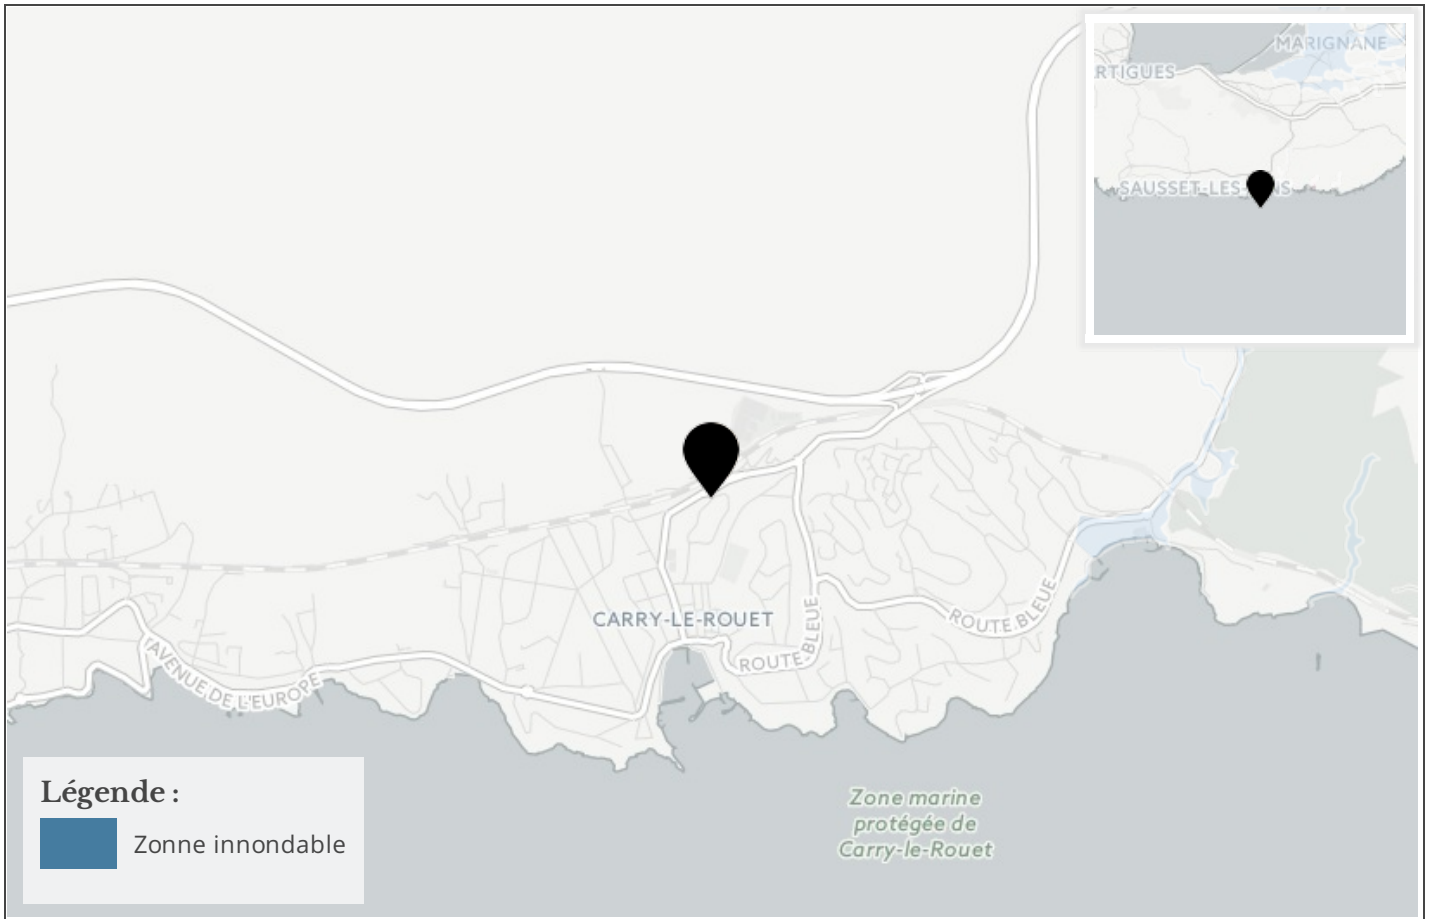 MARIGNANE
RTIGUES
SAUSSET-LES- NS
CARRY-LE-ROUET
ROUTE BLEUE
ROUTE BLEUE
AVENUE DE L'EUROPE
Légende :
Zonne innondable
Zone marine
protégée de
Carry-le-Rouet